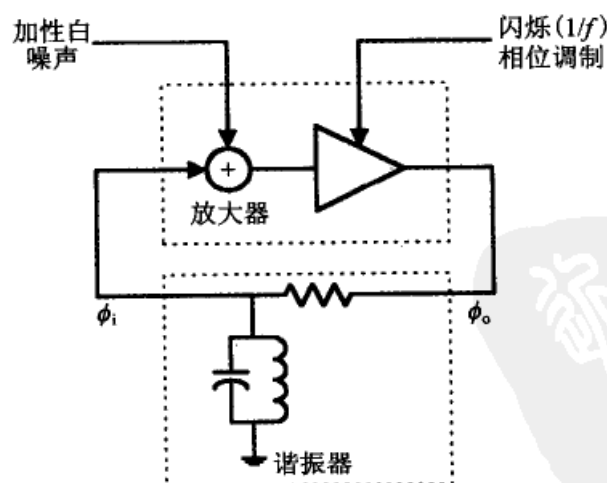 加性白
噪声
闪烁(1/f)
相位调制
+
放大器
ϕi
ϕo
谐振器